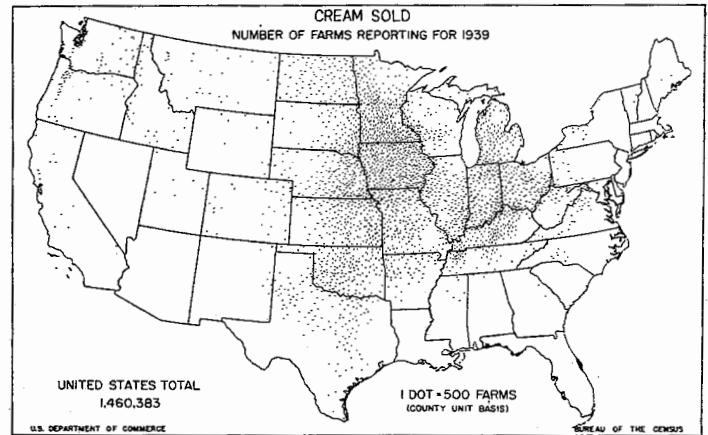 CREAM SOLD
NUMBER OF FARMS REPORTING FOR 1939
UNITED STATES TOTAL
1,460,383
1 DOT = 500 FARMS
(COUNTY UNIT BASIS)
U.S. DEPARTMENT OF COMMERCE
BUREAU OF THE CENSUS